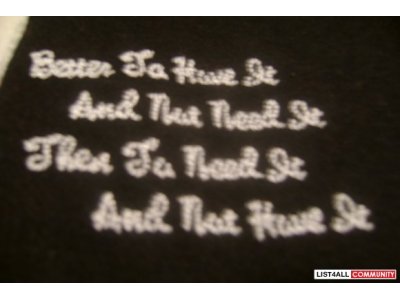 Better To Have It
And Not Need It
Then To Need It
And Not Have It
LIST4ALL COMMUNITY